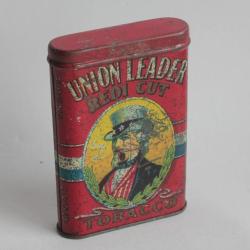 UNION LEADER
REDI CUT
TOBACCO